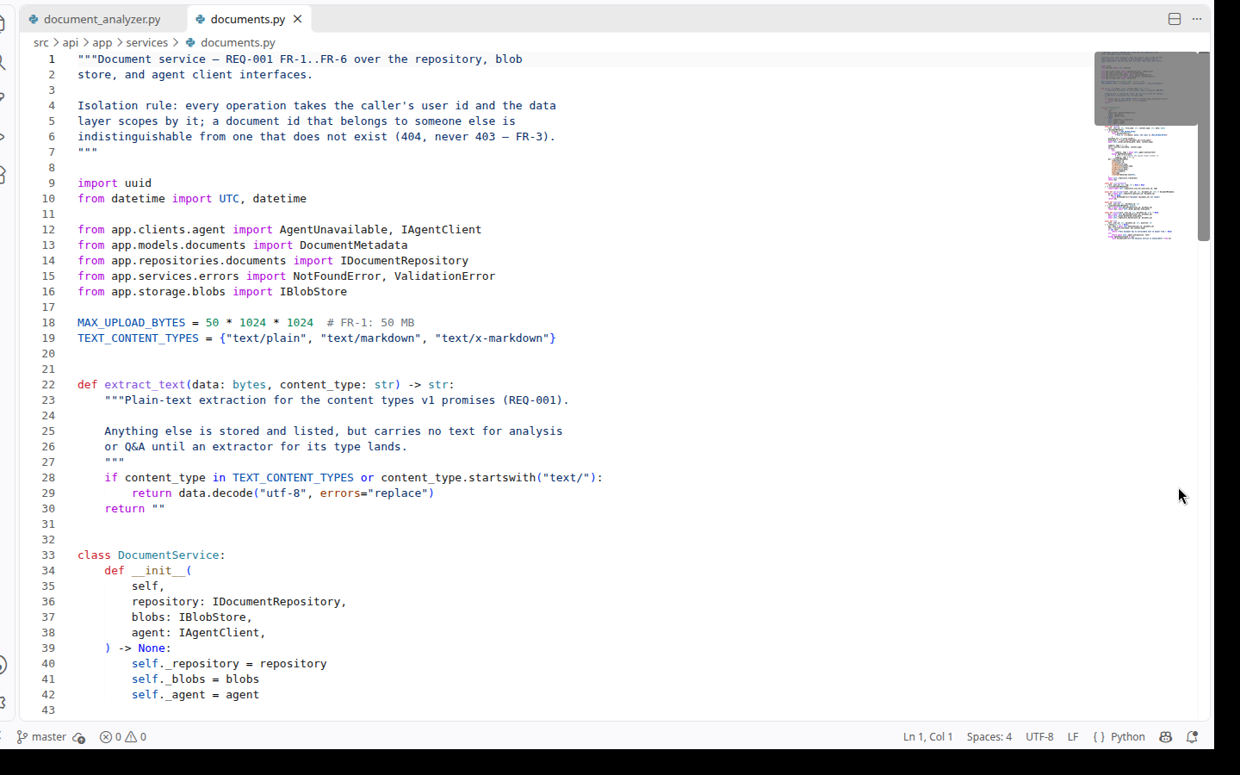 document_analyzer.py
documents.py
src > api > app > services > documents.py
1 """Document service — REQ-001 FR-1..FR-6 over the repository, blob
2 store, and agent client interfaces.
3
4 Isolation rule: every operation takes the caller's user id and the data
5 layer scopes by it; a document id that belongs to someone else is
6 indistinguishable from one that does not exist (404, never 403 — FR-3).
7 """
8
9 import uuid
10 from datetime import UTC, datetime
11
12 from app.clients.agent import AgentUnavailable, IAgentClient
13 from app.models.documents import DocumentMetadata
14 from app.repositories.documents import IDocumentRepository
15 from app.services.errors import NotFoundError, ValidationError
16 from app.storage.blobs import IBlobStore
17
18 MAX_UPLOAD_BYTES = 50 * 1024 * 1024  # FR-1: 50 MB
19 TEXT_CONTENT_TYPES = {"text/plain", "text/markdown", "text/x-markdown"}
20
21
22 def extract_text(data: bytes, content_type: str) -> str:
23     """Plain-text extraction for the content types v1 promises (REQ-001).
24
25     Anything else is stored and listed, but carries no text for analysis
26     or Q&A until an extractor for its type lands.
27     """
28     if content_type in TEXT_CONTENT_TYPES or content_type.startswith("text/"):
29         return data.decode("utf-8", errors="replace")
30     return ""
31
32
33 class DocumentService:
34     def __init__(
35         self,
36         repository: IDocumentRepository,
37         blobs: IBlobStore,
38         agent: IAgentClient,
39     ) -> None:
40         self._repository = repository
41         self._blobs = blobs
42         self._agent = agent
43
master 0 0 Ln 1, Col 1 Spaces: 4 UTF-8 LF { } Python